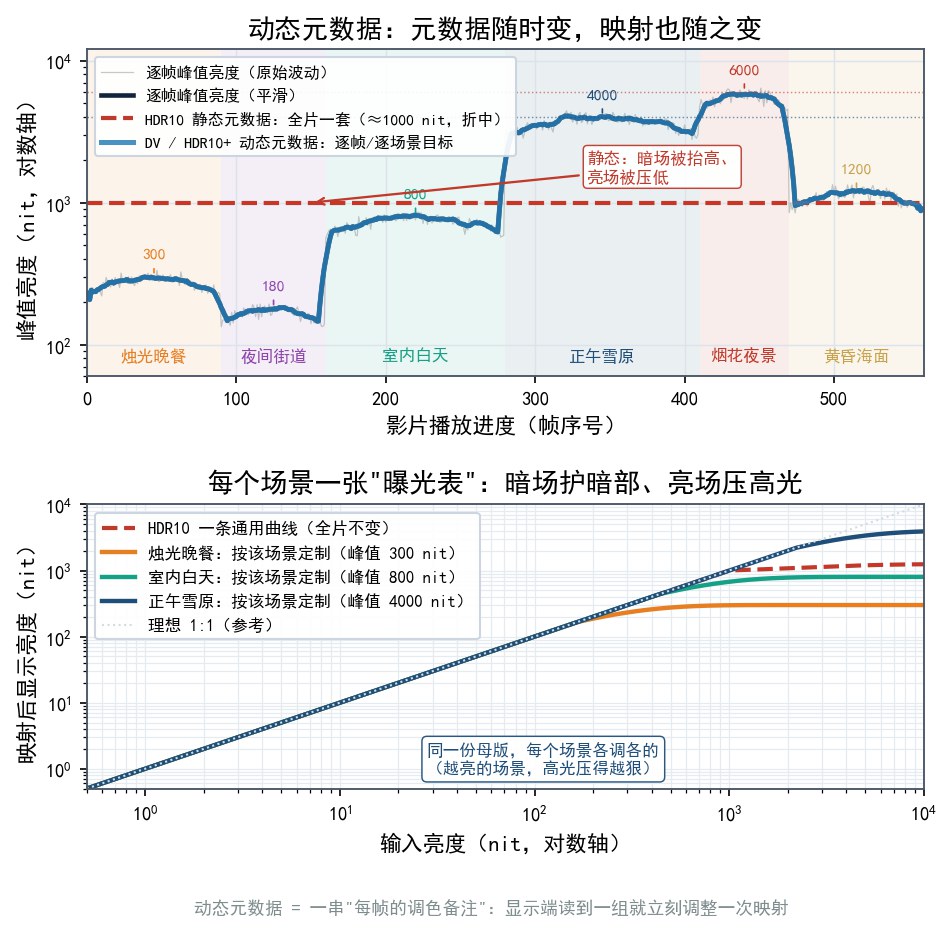 动态元数据：元数据随时变，映射也随之变
峰值亮度（nit，对数轴）
10⁴
10³
10²
逐帧峰值亮度（原始波动）
逐帧峰值亮度（平滑）
HDR10 静态元数据：全片一套（≈1000 nit，折中）
DV / HDR10+ 动态元数据：逐帧/逐场景目标
300
180
800
4000
6000
1200
静态：暗场被抬高、
亮场被压低
烛光晚餐
夜间街道
室内白天
正午雪原
烟花夜景
黄昏海面
0
100
200
300
400
500
影片播放进度（帧序号）
每个场景一张"曝光表"：暗场护暗部、亮场压高光
映射后显示亮度（nit）
10⁴
10³
10²
10¹
10⁰
HDR10 一条通用曲线（全片不变）
烛光晚餐：按该场景定制（峰值 300 nit）
室内白天：按该场景定制（峰值 800 nit）
正午雪原：按该场景定制（峰值 4000 nit）
理想 1:1（参考）
同一份母版，每个场景各调各的
（越亮的场景，高光压得越狠）
10⁰
10¹
10²
10³
10⁴
输入亮度（nit，对数轴）
动态元数据 = 一串"每帧的调色备注"：显示端读到一组就立刻调整一次映射